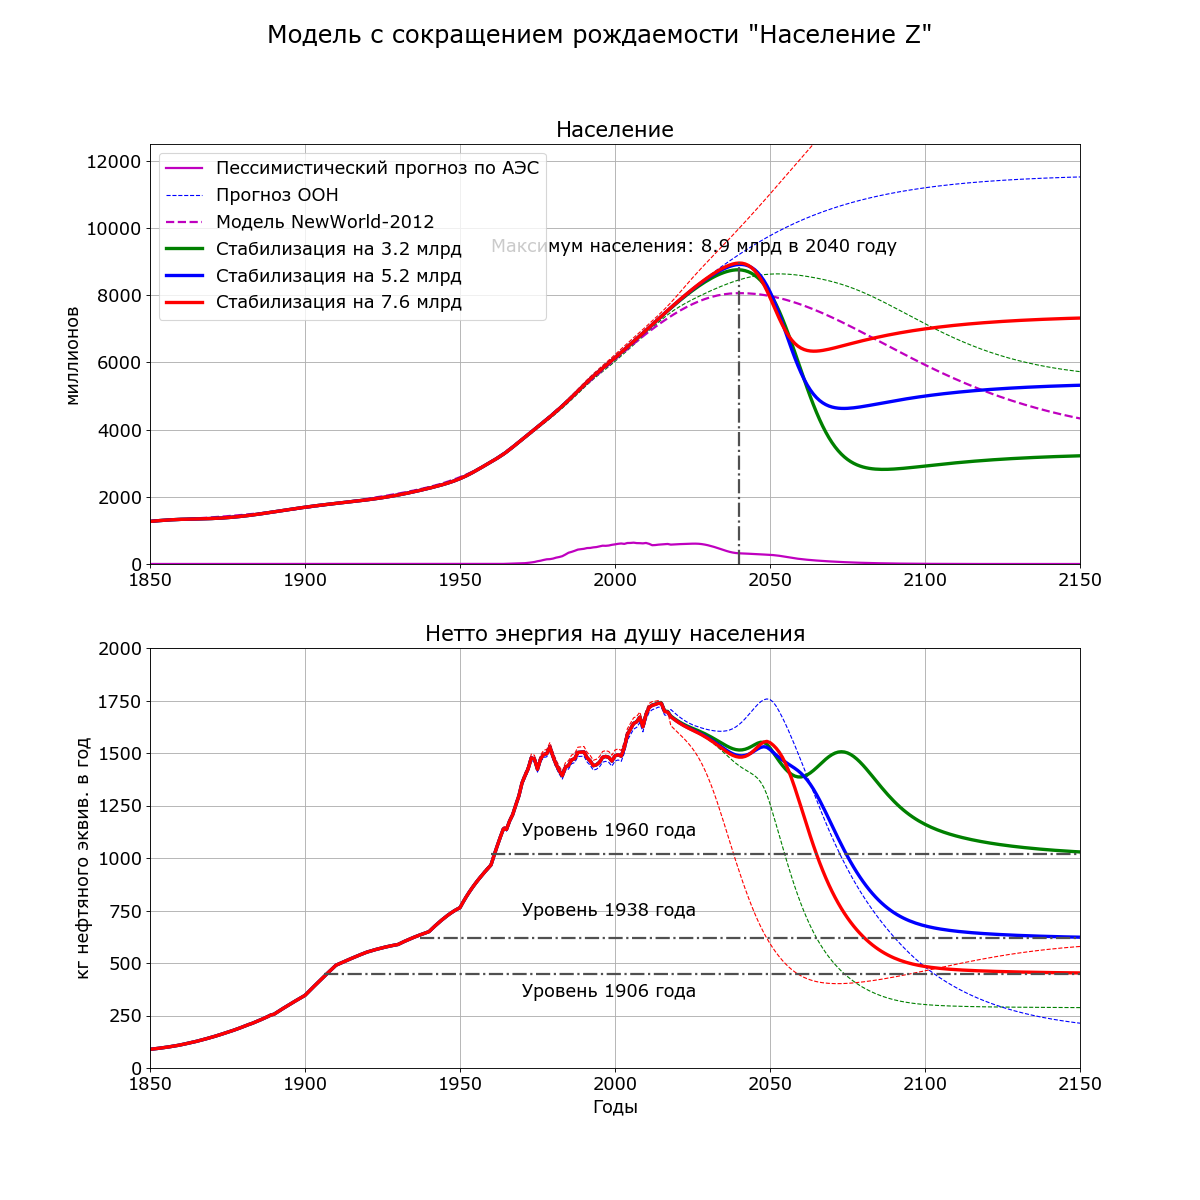 Модель с сокращением рождаемости "Население Z"
Население
12000
10000
8000
6000
4000
2000
0
миллионов
Пессимистический прогноз по АЭС
Прогноз ООН
Модель NewWorld-2012
Стабилизация на 3.2 млрд
Стабилизация на 5.2 млрд
Стабилизация на 7.6 млрд
Максимум населения: 8.9 млрд в 2040 году
1850 1900 1950 2000 2050 2100 2150
Нетто энергия на душу населения
2000
1750
1500
1250
1000
750
500
250
0
кг нефтяного эквив. в год
Уровень 1960 года
Уровень 1938 года
Уровень 1906 года
1850 1900 1950 2000 2050 2100 2150
Годы